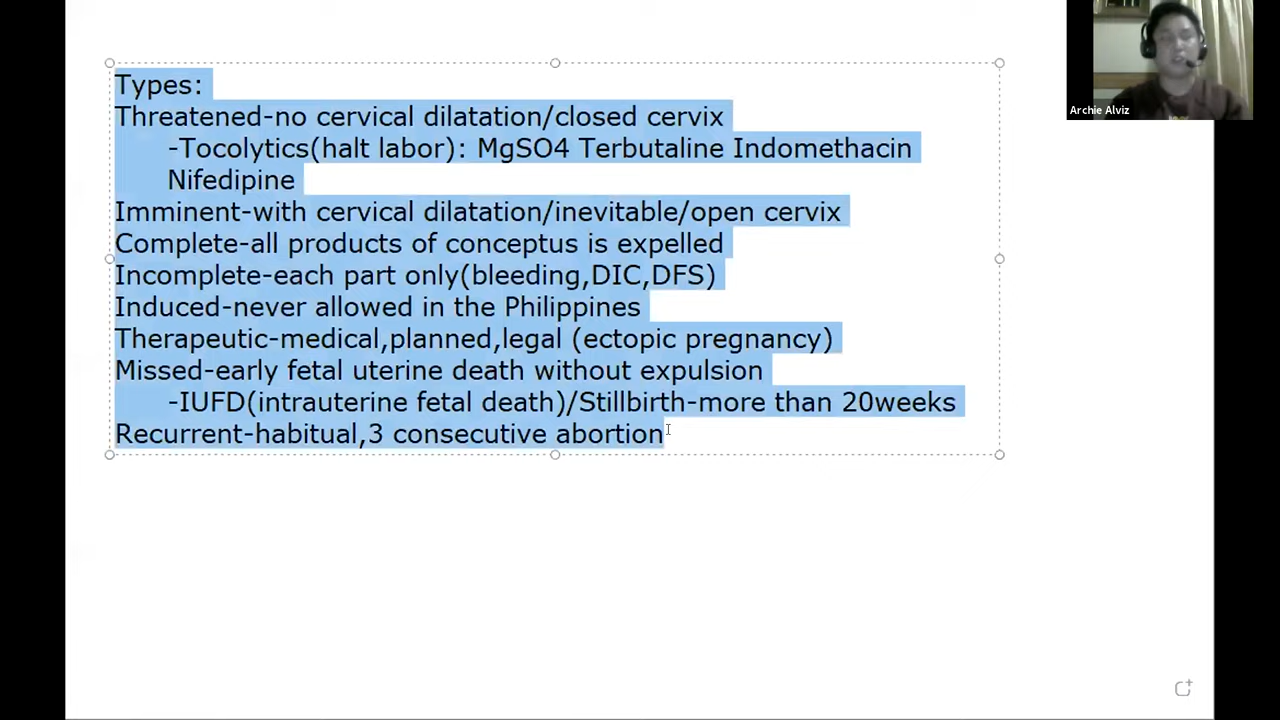 Types:
Threatened-no cervical dilatation/closed cervix
-Tocolytics(halt labor): MgSO4 Terbutaline Indomethacin
Nifedipine
Imminent-with cervical dilatation/inevitable/open cervix
Complete-all products of conceptus is expelled
Incomplete-each part only(bleeding,DIC,DFS)
Induced-never allowed in the Philippines
Therapeutic-medical,planned,legal (ectopic pregnancy)
Missed-early fetal uterine death without expulsion
-IUFD(intrauterine fetal death)/Stillbirth-more than 20weeks
Recurrent-habitual,3 consecutive abortion
Archie Alviz